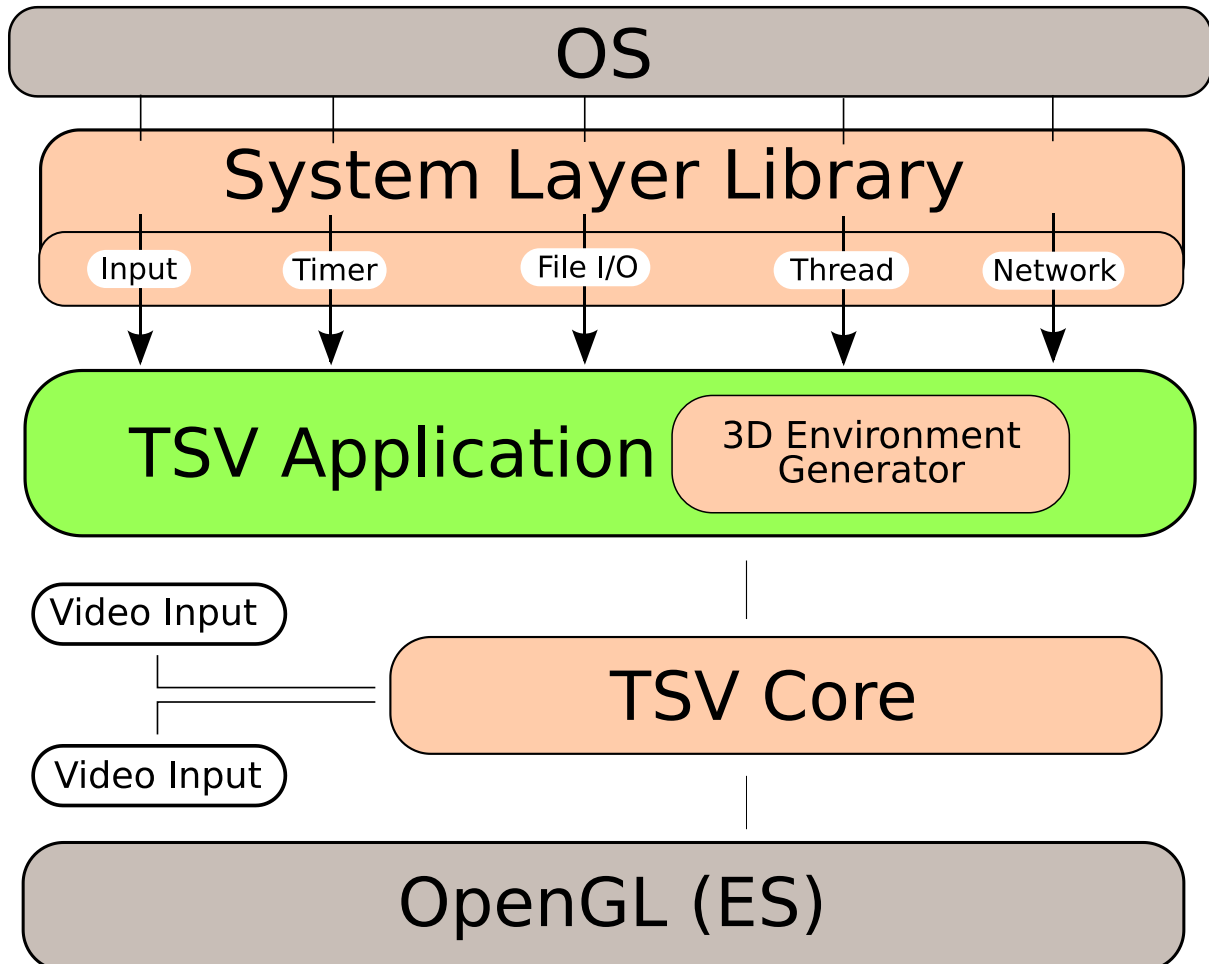 OS
System Layer Library
Input
Timer
File I/O
Thread
Network
TSV Application
3D Environment
Generator
Video Input
TSV Core
Video Input
OpenGL (ES)